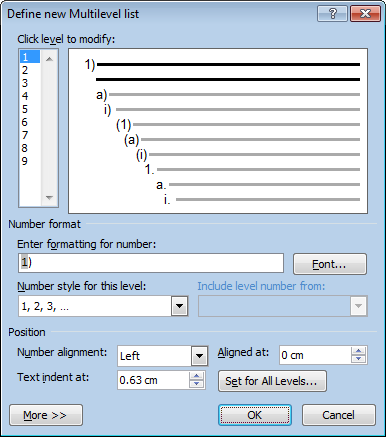 Define new Multilevel list
Click level to modify:
1
2
3
4
5
6
7
8
9
1)
a)
i)
(1)
(a)
(i)
1.
a.
i.
Number format
Enter formatting for number:
1)
Font...
Number style for this level:
Include level number from:
1, 2, 3, ...
Position
Number alignment: Left Aligned at: 0 cm
Text indent at: 0.63 cm Set for All Levels...
More >> OK Cancel